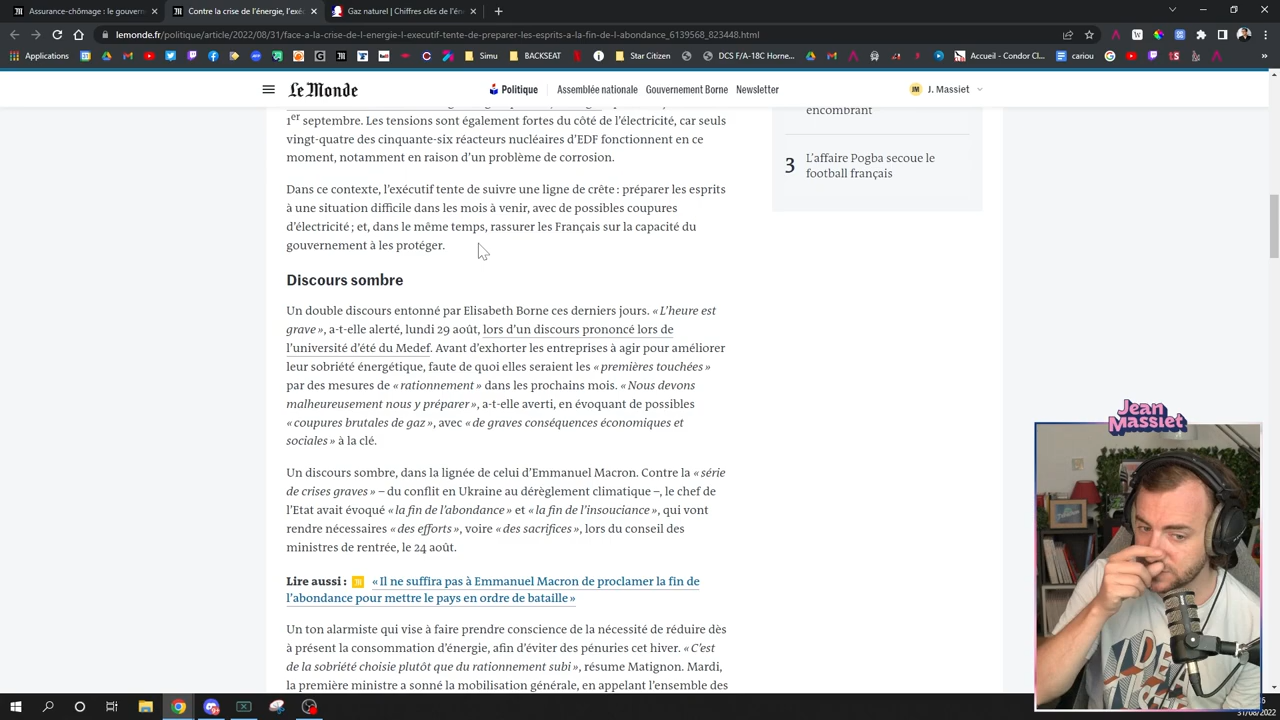 Assurance-chômage : le gouvern
Contre la crise de l'énergie, l'exéc
Gaz naturel | Chiffres clés de l'én
lemonde.fr/politique/article/2022/08/31/face-a-la-crise-de-l-energie-l-executif-tente-de-preparer-les-esprits-a-la-fin-de-l-abondance_6139568_823448.html
Applications
Simu
BACKSEAT
Star Citizen
DCS F/A-18C Horne...
Accueil - Condor Cl...
cariou
Le Monde
Politique
Assemblée nationale
Gouvernement Borne
Newsletter
JM
J. Massiet
1er septembre. Les tensions sont également fortes du côté de l'électricité, car seuls
vingt-quatre des cinquante-six réacteurs nucléaires d'EDF fonctionnent en ce
moment, notamment en raison d'un problème de corrosion.
Dans ce contexte, l'exécutif tente de suivre une ligne de crête : préparer les esprits
à une situation difficile dans les mois à venir, avec de possibles coupures
d'électricité ; et, dans le même temps, rassurer les Français sur la capacité du
gouvernement à les protéger.
Discours sombre
Un double discours entonné par Elisabeth Borne ces derniers jours. « L'heure est
grave », a-t-elle alerté, lundi 29 août, lors d'un discours prononcé lors de
l'université d'été du Medef. Avant d'exhorter les entreprises à agir pour améliorer
leur sobriété énergétique, faute de quoi elles seraient les « premières touchées »
par des mesures de « rationnement » dans les prochains mois. « Nous devons
malheureusement nous y préparer », a-t-elle averti, en évoquant de possibles
« coupures brutales de gaz », avec « de graves conséquences économiques et
sociales » à la clé.
Un discours sombre, dans la lignée de celui d'Emmanuel Macron. Contre la « série
de crises graves » – du conflit en Ukraine au dérèglement climatique –, le chef de
l'Etat avait évoqué « la fin de l'abondance » et « la fin de l'insouciance », qui vont
rendre nécessaires « des efforts », voire « des sacrifices », lors du conseil des
ministres de rentrée, le 24 août.
Lire aussi : « Il ne suffira pas à Emmanuel Macron de proclamer la fin de
l'abondance pour mettre le pays en ordre de bataille »
Un ton alarmiste qui vise à faire prendre conscience de la nécessité de réduire dès
à présent la consommation d'énergie, afin d'éviter des pénuries cet hiver. « C'est
de la sobriété choisie plutôt que du rationnement subi », résume Matignon. Mardi,
la première ministre a sonné la mobilisation générale, en appelant l'ensemble des
encombrant
3
L'affaire Pogba secoue le
football français
Jean
Massiet
31/08/2022